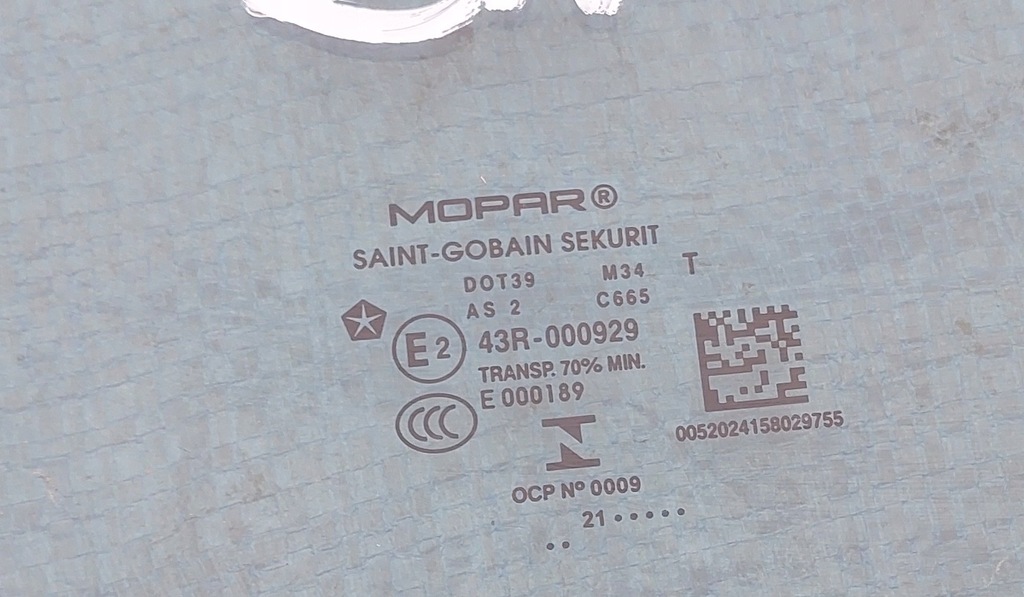 MOPAR®
SAINT-GOBAIN SEKURIT
DOT39 M34 T
AS 2 C665
E2 43R-000929
TRANSP. 70% MIN.
E 000189
CCC
0052024158029755
OCP Nº 0009
21 •••••
••